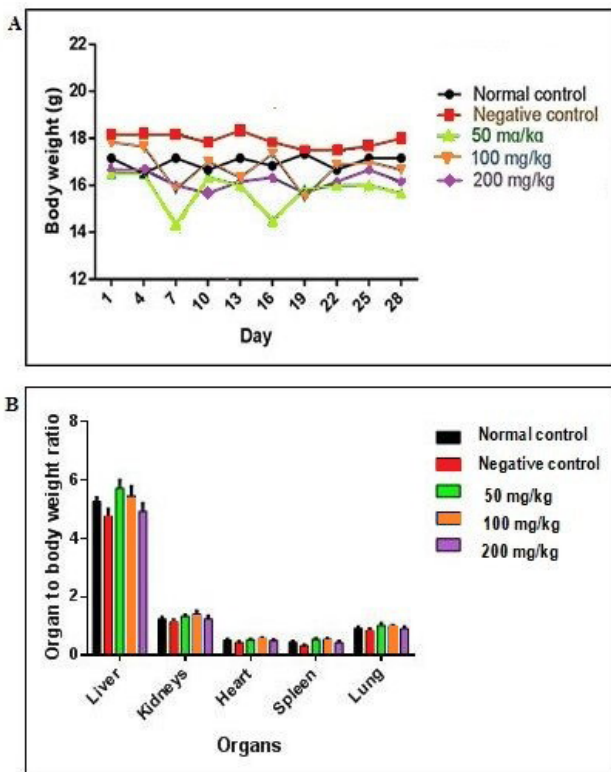 A
Body weight (g)
22
20
18
16
14
12
1 4 7 10 13 16 19 22 25 28
Day
Normal control
Negative control
50 mg/kg
100 mg/kg
200 mg/kg
B
Organ to body weight ratio
8
6
4
2
0
Liver Kidneys Heart Spleen Lung
Organs
Normal control
Negative control
50 mg/kg
100 mg/kg
200 mg/kg